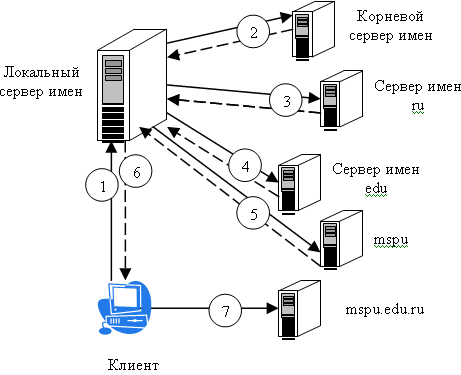 Корневой
сервер имен
2
Локальный
сервер имен
Сервер имен
ru
3
4
Сервер имен
edu
1
6
5
mspu
7
mspu.edu.ru
Клиент